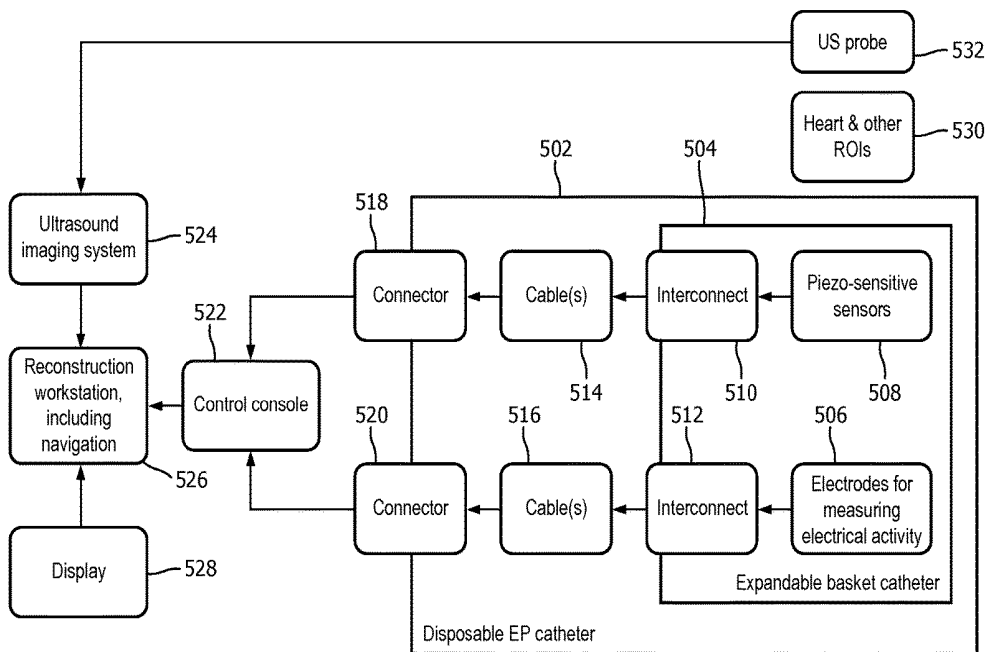 US probe
532
Heart & other
ROIs
530
502
504
518
Ultrasound
imaging system
524
Connector
Cable(s)
Interconnect
Piezo-sensitive
sensors
522
514
510
508
Reconstruction
workstation,
including
navigation
526
Control console
520
516
512
506
Connector
Cable(s)
Interconnect
Electrodes for
measuring
electrical activity
Display
528
Expandable basket catheter
Disposable EP catheter